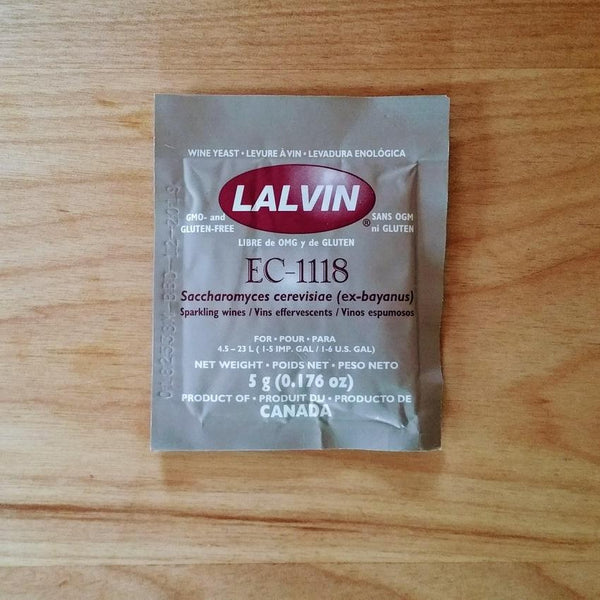 WINE YEAST • LEVURE À VIN • LEVADURA ENOLÓGICA
LALVIN®
GMO- and
GLUTEN-FREE
SANS OGM
ni GLUTEN
LIBRE de OMG y de GLUTEN
EC-1118
Saccharomyces cerevisiae (ex-bayanus)
Sparkling wines / Vins effervescents / Vinos espumosos
FOR • POUR • PARA
4.5 – 23 L ( 1-5 IMP. GAL / 1-6 U.S. GAL)
NET WEIGHT • POIDS NET • PESO NETO
5 g (0.176 oz)
PRODUCT OF • PRODUIT DU • PRODUCTO DE
CANADA